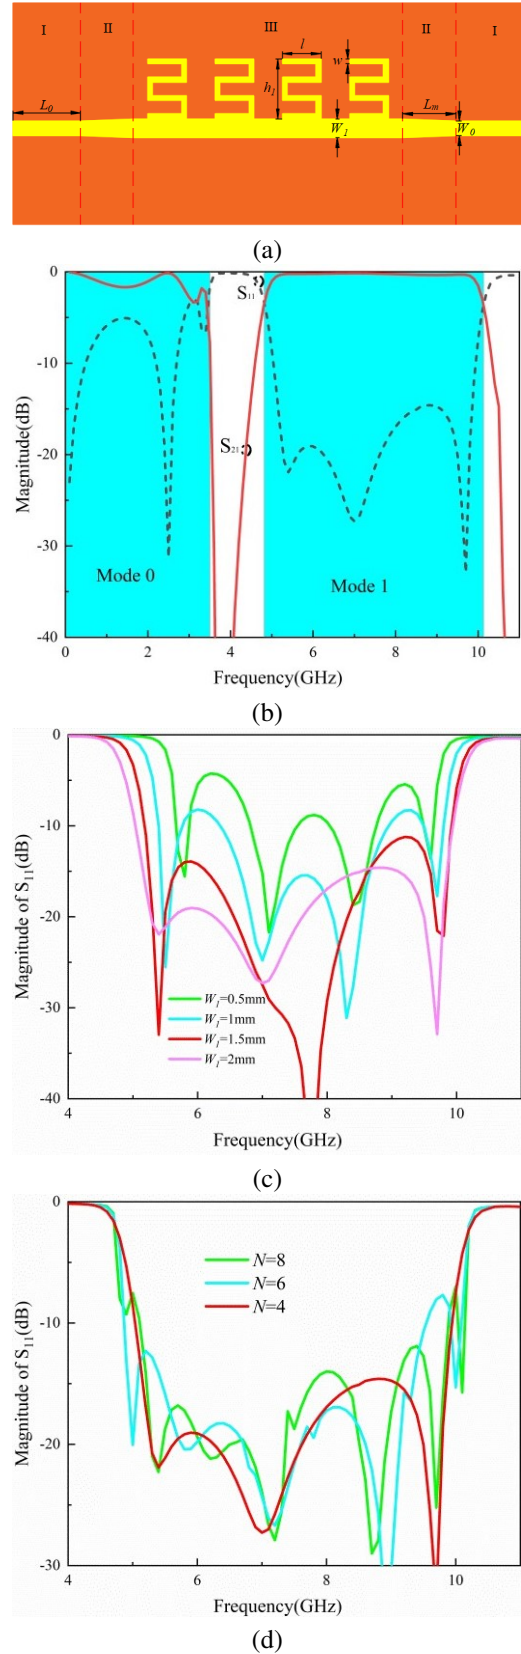 I II III II I
l w
h1
L0 Lm
W1 W0
(a)
0
S11
-10
Magnitude(dB)
S21
-20
-30
Mode 0 Mode 1
-40
0 2 4 6 8 10
Frequency(GHz)
(b)
0
-10
Magnitude of S11(dB)
-20
W1=0.5mm
W1=1mm
-30
W1=1.5mm
W1=2mm
-40
4 6 8 10
Frequency(GHz)
(c)
0
N=8
N=6
N=4
-10
Magnitude of S11(dB)
-20
-30
4 6 8 10
Frequency(GHz)
(d)